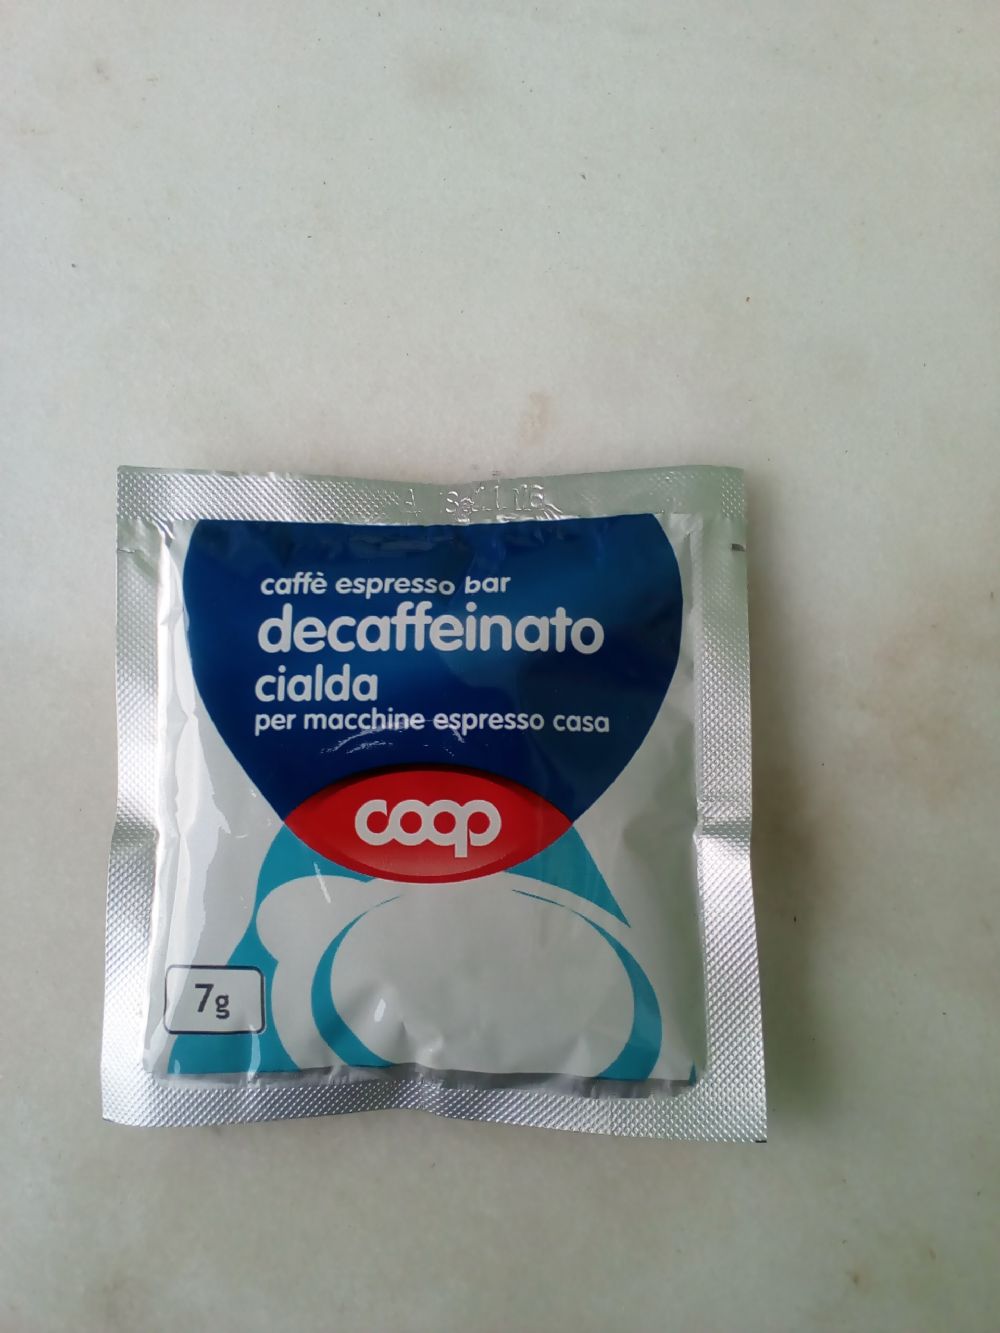 caffè espresso bar
decaffeinato
cialda
per macchine espresso casa
coop
7g